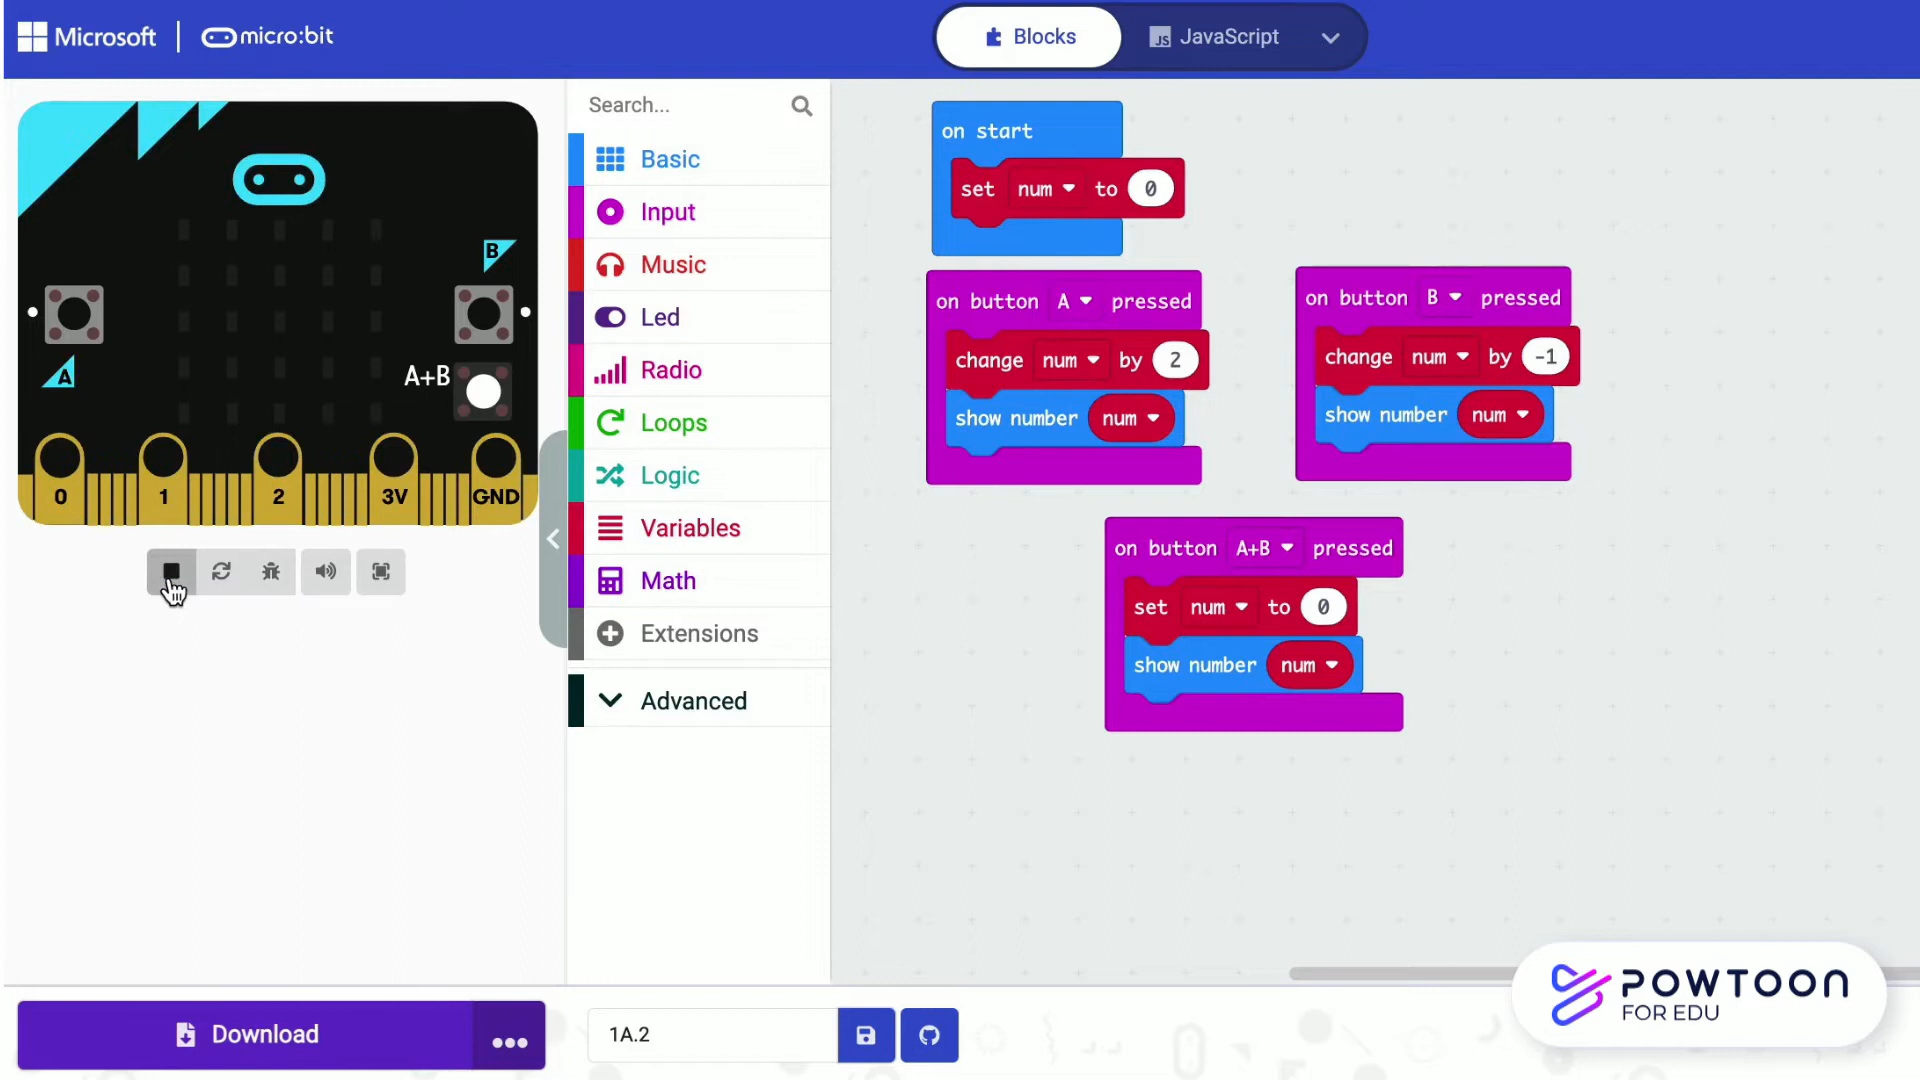 Microsoft
micro:bit
Blocks
JavaScript
B
A
A+B
0 1 2 3V GND
Search...
Basic
Input
Music
Led
Radio
Loops
Logic
Variables
Math
Extensions
Advanced
on start
set num to 0
on button A pressed
change num by 2
show number num
on button B pressed
change num by -1
show number num
on button A+B pressed
set num to 0
show number num
Download
1A.2
POWTOON
FOR EDU